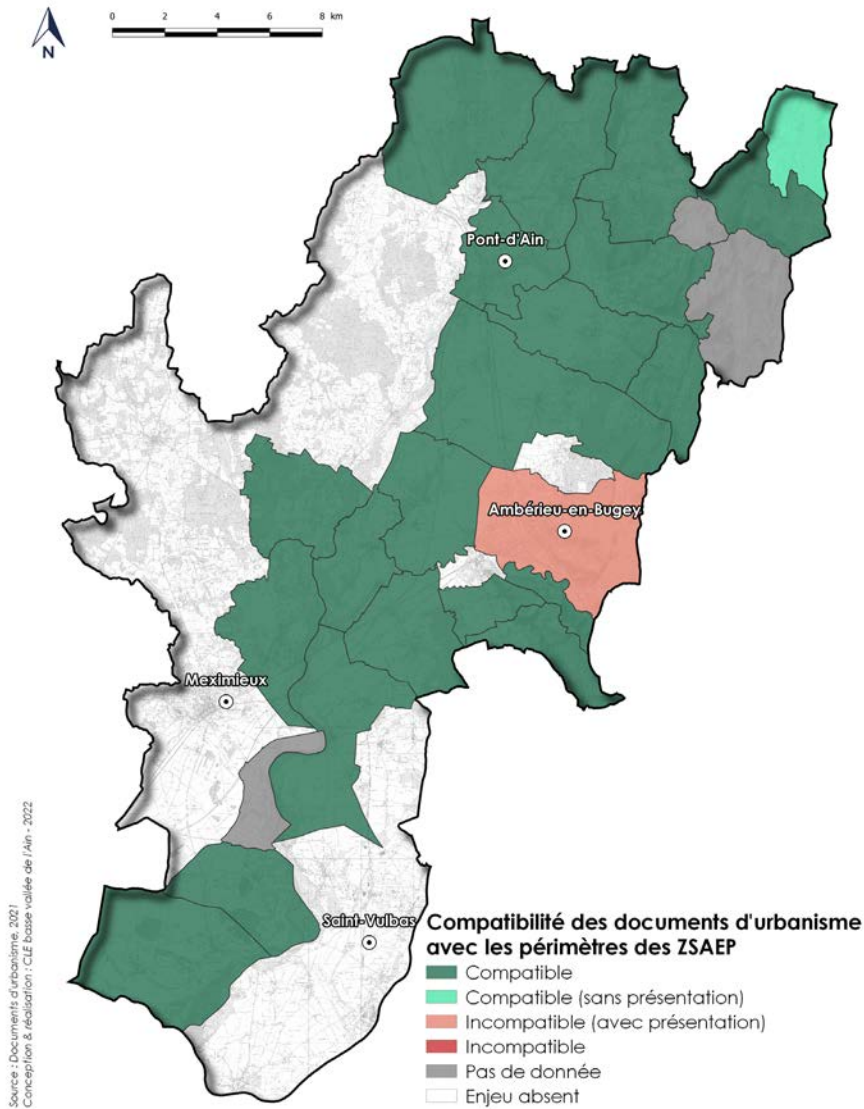 0 2 4 6 8 km
N
Pont-d'Ain
Ambérieu-en-Bugey
Meximieux
Saint-Vulbas
Compatibilité des documents d'urbanisme
avec les périmètres des ZSAEP
Compatible
Compatible (sans présentation)
Incompatible (avec présentation)
Incompatible
Pas de donnée
Enjeu absent
Source : Documents d'urbanisme, 2021
Conception & réalisation : CLE basse vallée de l'Ain - 2022